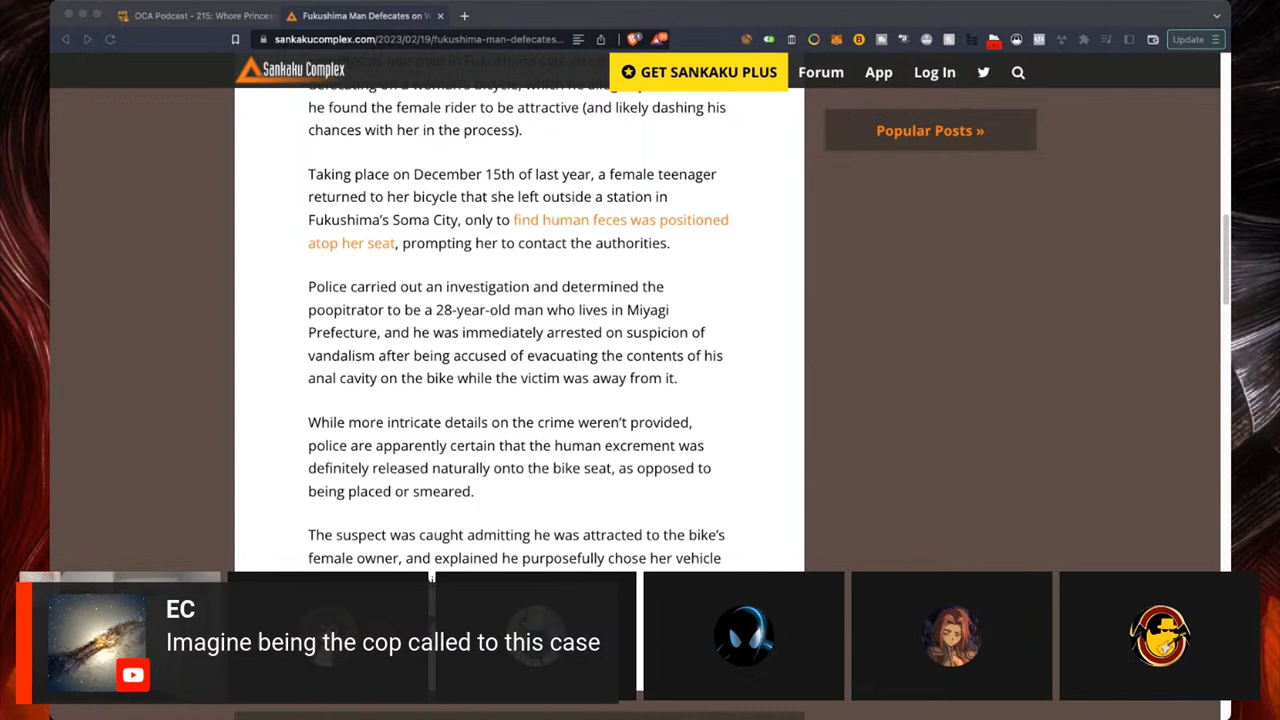 OCA Podcast - 215: Whore Princes
Fukushima Man Defecates on W
sankakucomplex.com/2023/02/19/fukushima-man-defecates...
Update
Sankaku Complex
GET SANKAKU PLUS
Forum
App
Log In
he found the female rider to be attractive (and likely dashing his
chances with her in the process).
Popular Posts »
Taking place on December 15th of last year, a female teenager
returned to her bicycle that she left outside a station in
Fukushima's Soma City, only to find human feces was positioned
atop her seat, prompting her to contact the authorities.
Police carried out an investigation and determined the
poopitrator to be a 28-year-old man who lives in Miyagi
Prefecture, and he was immediately arrested on suspicion of
vandalism after being accused of evacuating the contents of his
anal cavity on the bike while the victim was away from it.
While more intricate details on the crime weren't provided,
police are apparently certain that the human excrement was
definitely released naturally onto the bike seat, as opposed to
being placed or smeared.
The suspect was caught admitting he was attracted to the bike's
female owner, and explained he purposefully chose her vehicle
EC
Imagine being the cop called to this case